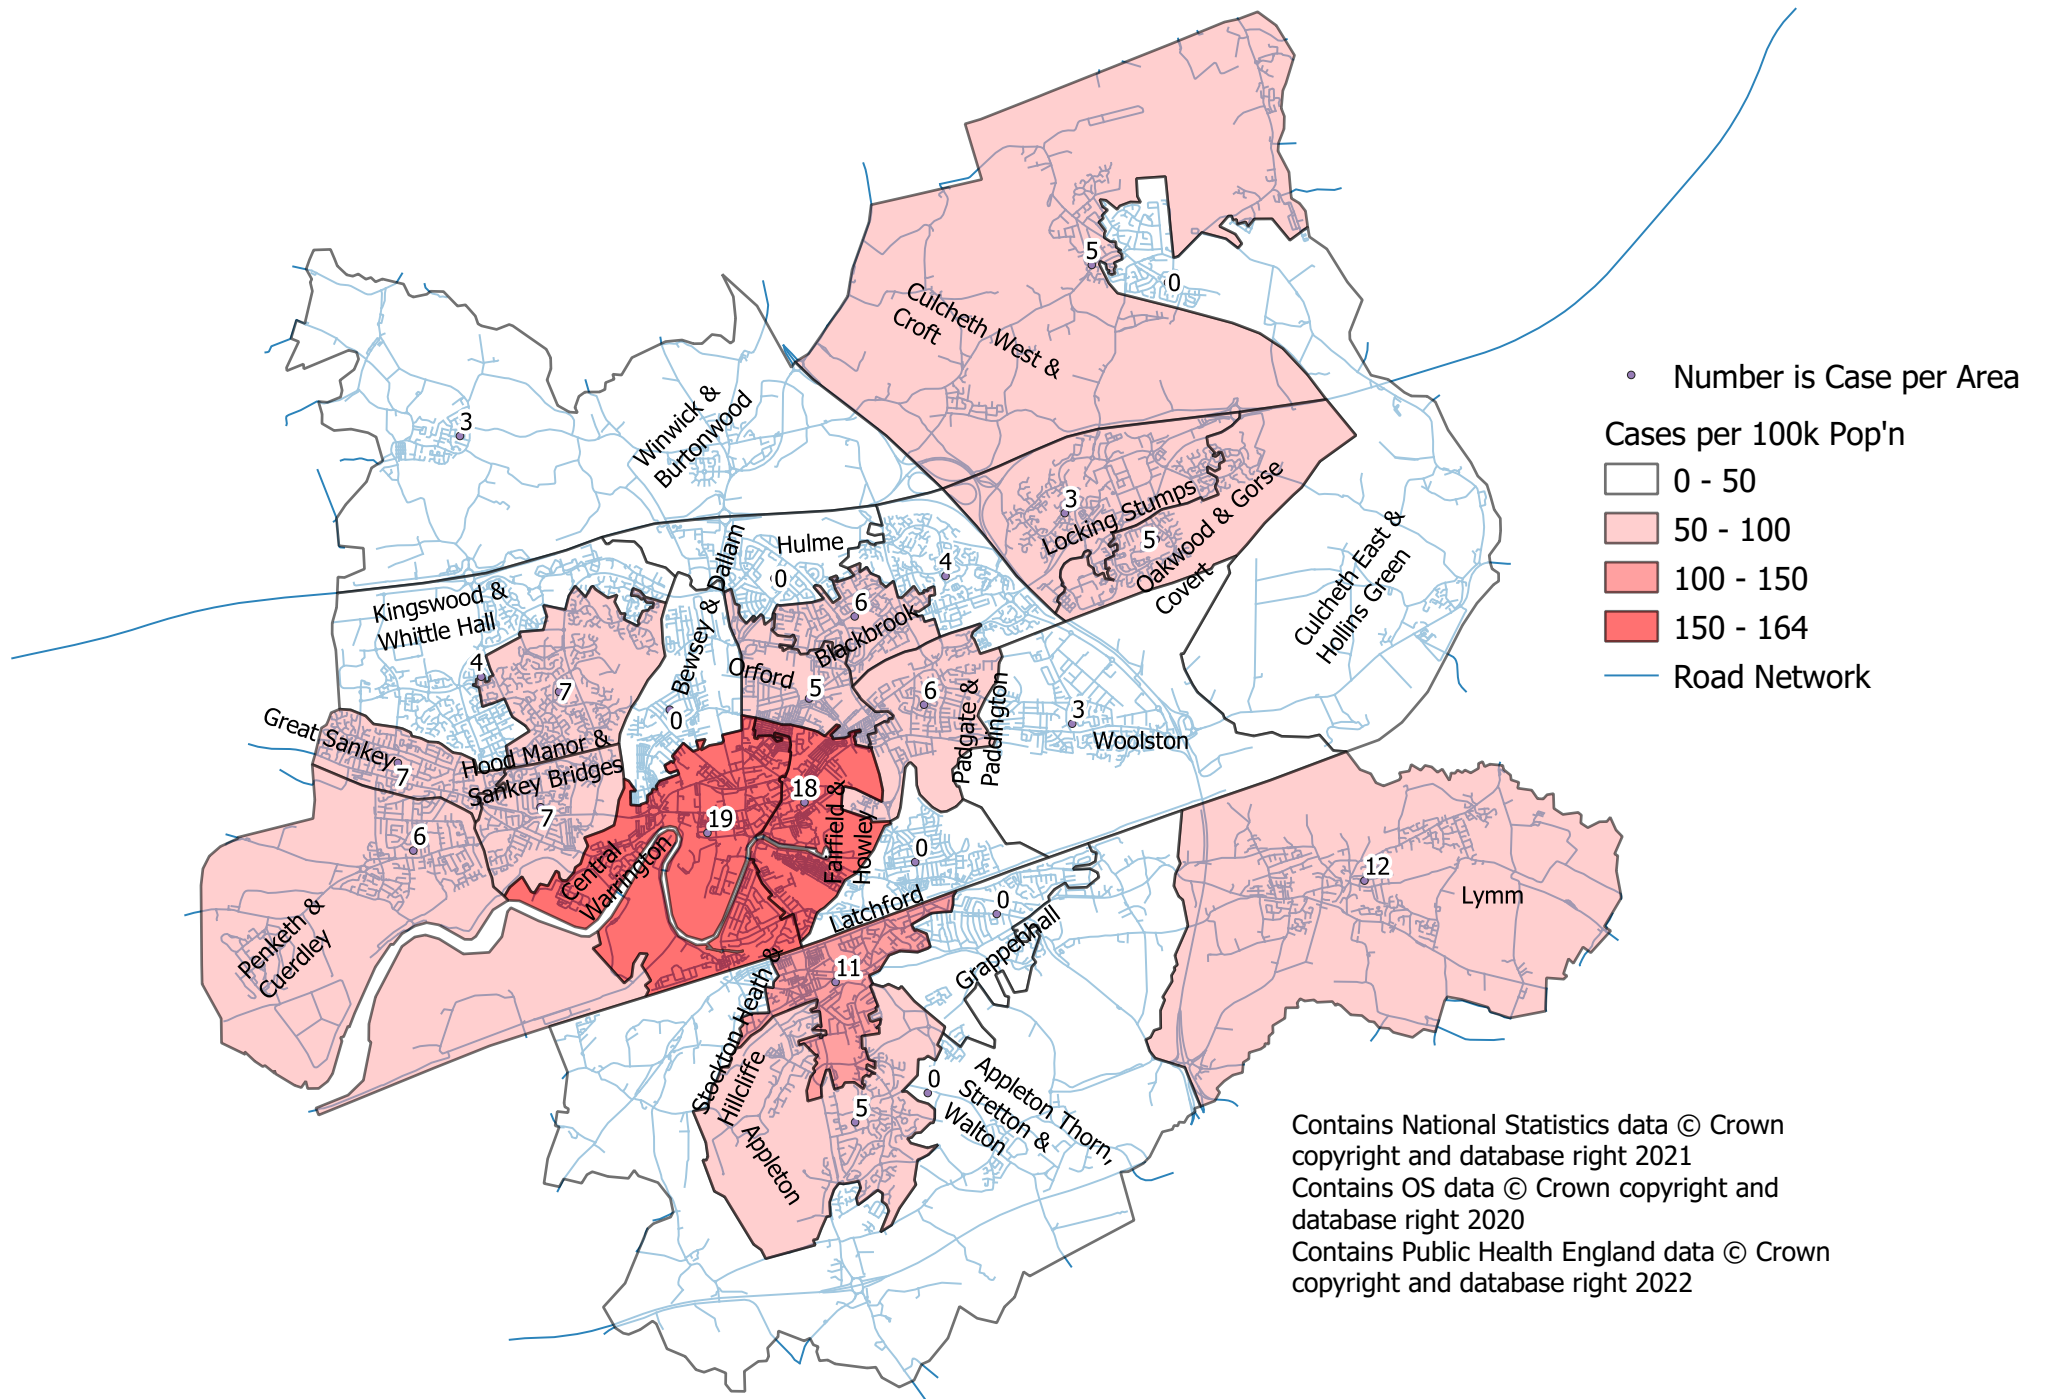 5
0
Culcheth West &
Croft
3
Winwick &
Burtonwood
3
Locking Stumps
5
Oakwood & Gorse
Covert
Culcheth East &
Hollins Green
Hulme
0
4
Kingswood &
Whittle Hall
4
7
Bewsey & Dallam
0
6
Blackbrook
Orford
5
6
Padgate &
Paddington
3
Woolston
Great Sankey
7
Hood Manor &
Sankey Bridges
7
6
Penketh &
Cuerdley
19
Central
Warrington
18
Fairfield &
Howley
0
Latchford
0
Grappenhall
12
Lymm
11
Stockton Heath &
Hillcliffe
5
Appleton
0
Appleton Thorn,
Stretton &
Walton
Number is Case per Area
Cases per 100k Pop'n
0 - 50
50 - 100
100 - 150
150 - 164
Road Network
Contains National Statistics data © Crown
copyright and database right 2021
Contains OS data © Crown copyright and
database right 2020
Contains Public Health England data © Crown
copyright and database right 2022